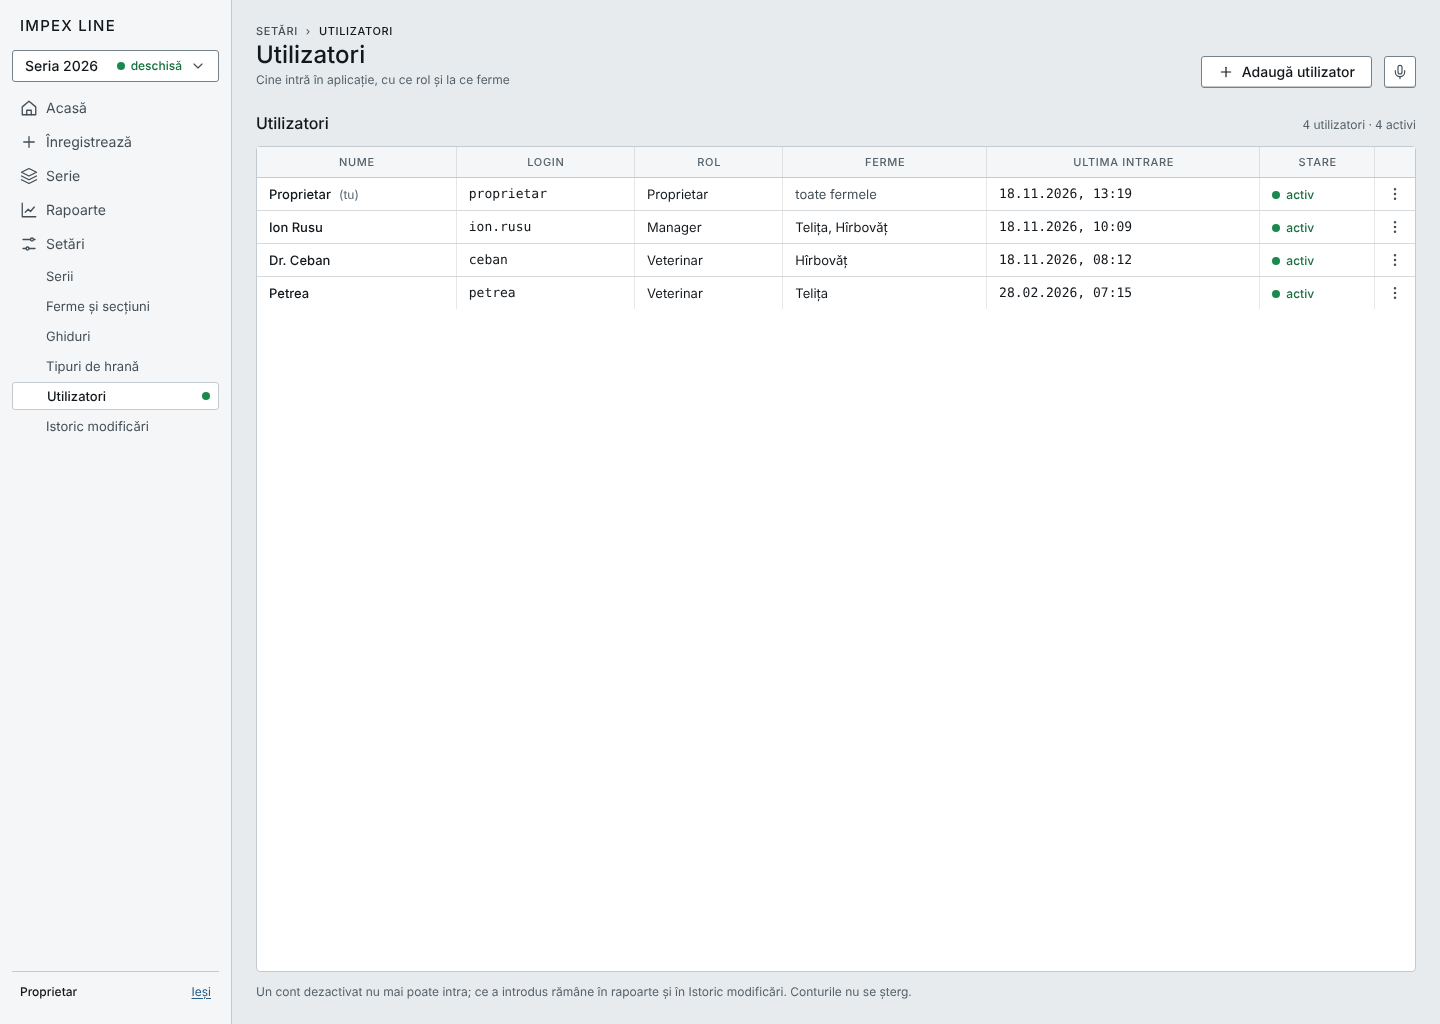 IMPEX LINE
Seria 2026 deschisă
Acasă
Înregistrează
Serie
Rapoarte
Setări
Serii
Ferme și secțiuni
Ghiduri
Tipuri de hrană
Utilizatori
Istoric modificări
Proprietar Ieși
SETĂRI › UTILIZATORI
Utilizatori
Cine intră în aplicație, cu ce rol și la ce ferme
Adaugă utilizator
Utilizatori 4 utilizatori · 4 activi
NUME LOGIN ROL FERME ULTIMA INTRARE STARE
Proprietar (tu) proprietar Proprietar toate fermele 18.11.2026, 13:19 activ
Ion Rusu ion.rusu Manager Telița, Hîrbovăț 18.11.2026, 10:09 activ
Dr. Ceban ceban Veterinar Hîrbovăț 18.11.2026, 08:12 activ
Petrea petrea Veterinar Telița 28.02.2026, 07:15 activ
Un cont dezactivat nu mai poate intra; ce a introdus rămâne în rapoarte și în Istoric modificări. Conturile nu se șterg.